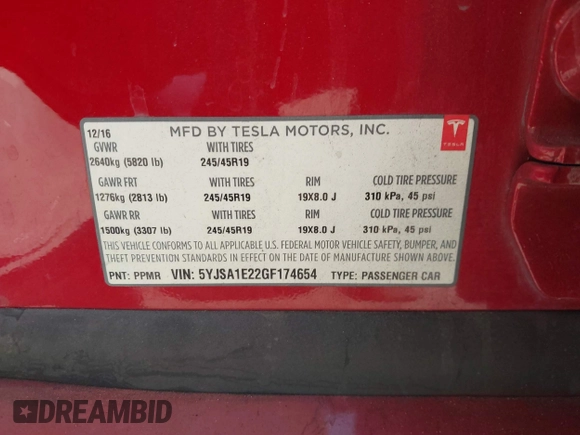 12/16 MFD BY TESLA MOTORS, INC.
TESLA
GVWR WITH TIRES
2640kg (5820 lb) 245/45R19
GAWR FRT WITH TIRES RIM COLD TIRE PRESSURE
1276kg (2813 lb) 245/45R19 19X8.0 J 310 kPa, 45 psi
GAWR RR WITH TIRES RIM COLD TIRE PRESSURE
1500kg (3307 lb) 245/45R19 19X8.0 J 310 kPa, 45 psi
THIS VEHICLE CONFORMS TO ALL APPLICABLE U.S. FEDERAL MOTOR VEHICLE SAFETY, BUMPER, AND
THEFT PREVENTION STANDARDS IN EFFECT ON THE DATE OF MANUFACTURE SHOWN ABOVE.
PNT: PPMR VIN: 5YJSA1E22GF174654 TYPE: PASSENGER CAR
DREAMBID